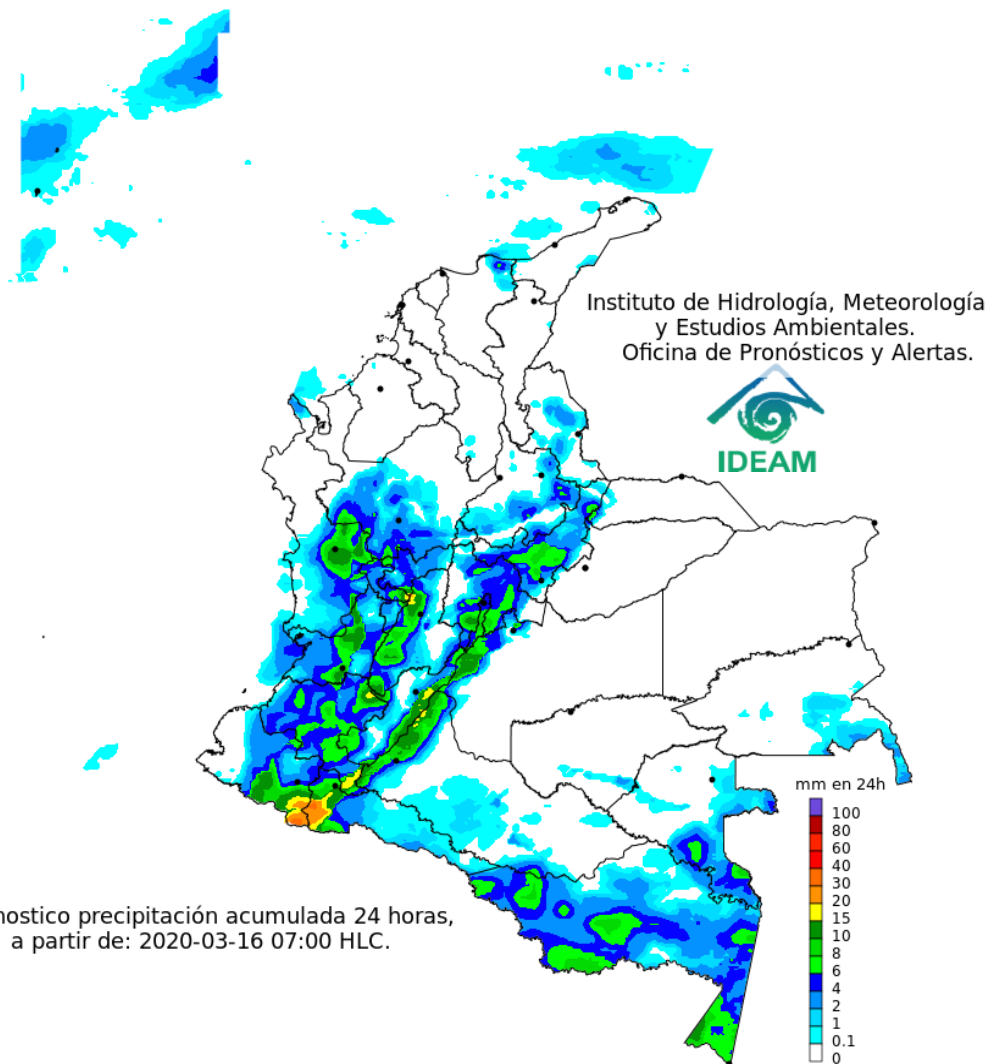 Instituto de Hidrología, Meteorología
y Estudios Ambientales.
Oficina de Pronósticos y Alertas.
IDEAM
mm en 24h
100
80
60
40
30
20
15
10
8
6
4
2
1
0.1
0
nostico precipitación acumulada 24 horas,
a partir de: 2020-03-16 07:00 HLC.